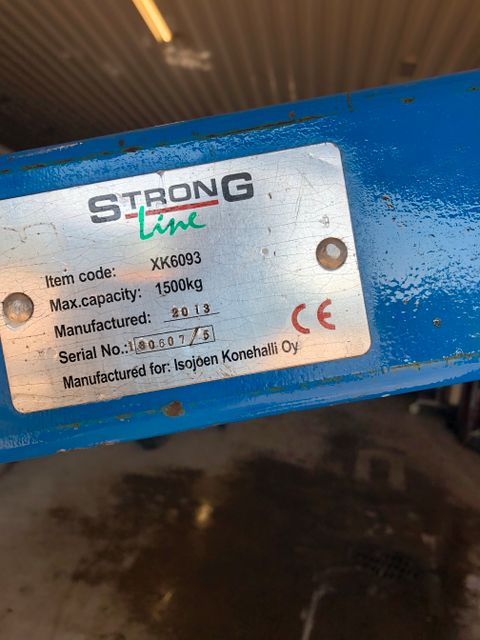 STRONG
Line
Item code: XK6093
Max.capacity: 1500kg
Manufactured: 2013
Serial No.: 130607/5
Manufactured for: Isojoen Konehalli Oy
CE